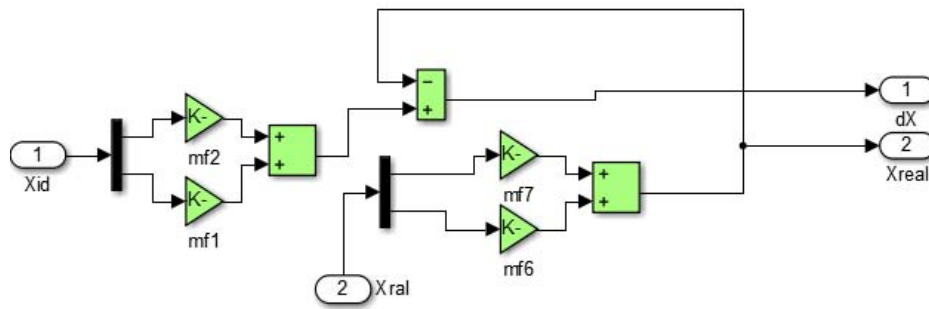 1
Xid
K-
mf2
K-
mf1
+
+
−
+
2
Xral
K-
mf7
K-
mf6
+
+
1
dX
2
Xreal